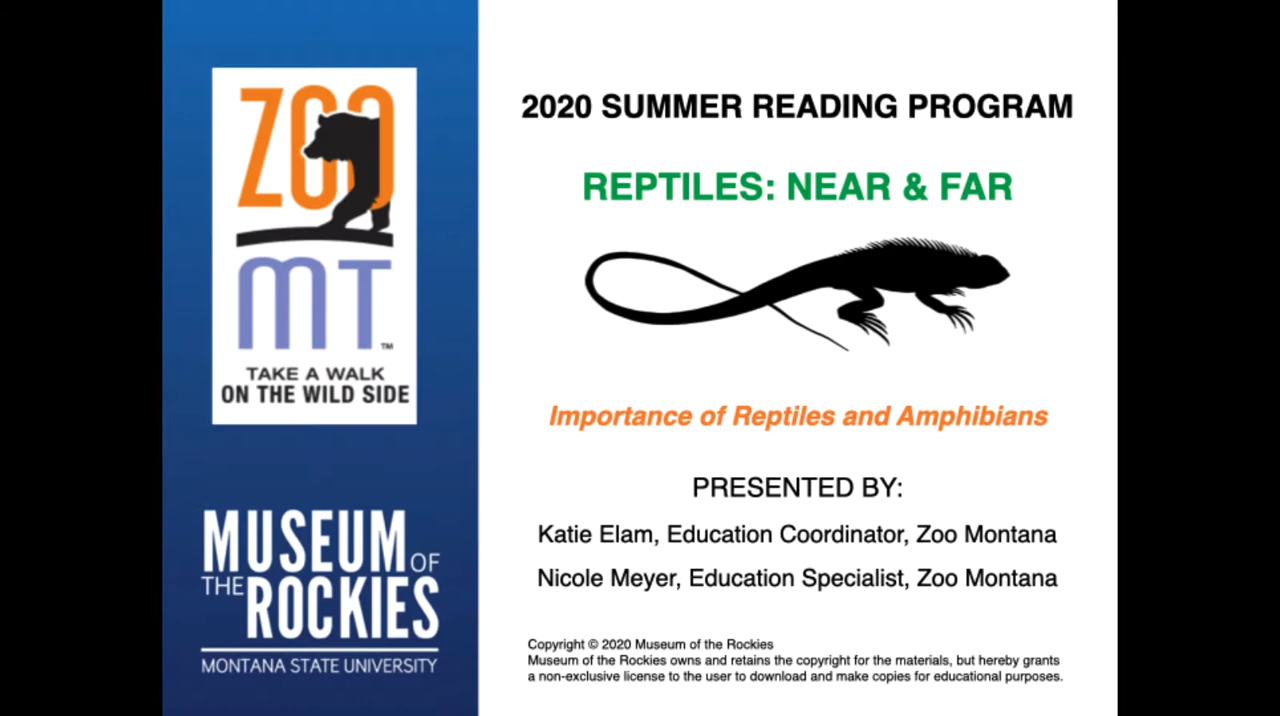 ZOO
MT™
TAKE A WALK
ON THE WILD SIDE
MUSEUM OF
THE ROCKIES
MONTANA STATE UNIVERSITY
2020 SUMMER READING PROGRAM
REPTILES: NEAR & FAR
Importance of Reptiles and Amphibians
PRESENTED BY:
Katie Elam, Education Coordinator, Zoo Montana
Nicole Meyer, Education Specialist, Zoo Montana
Copyright © 2020 Museum of the Rockies
Museum of the Rockies owns and retains the copyright for the materials, but hereby grants
a non-exclusive license to the user to download and make copies for educational purposes.